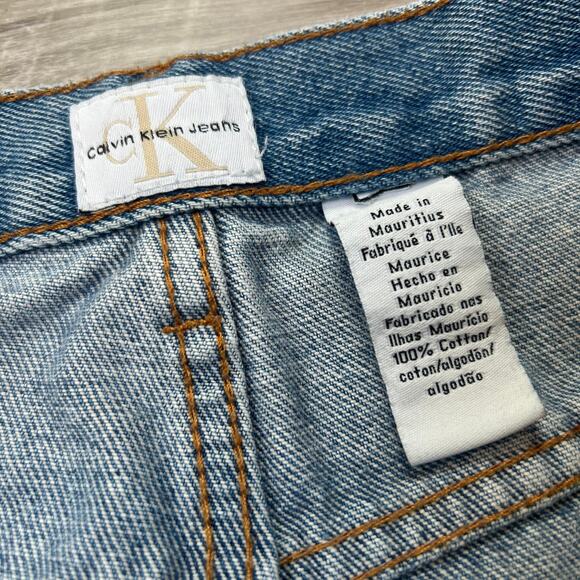 CK
Calvin Klein Jeans
Made in
Mauritius
Fabriqué à l'Ile
Maurice
Hecho en
Mauricio
Fabricado nas
Ilhas Maurício
100% Cotton/
coton/algodón/
algodão